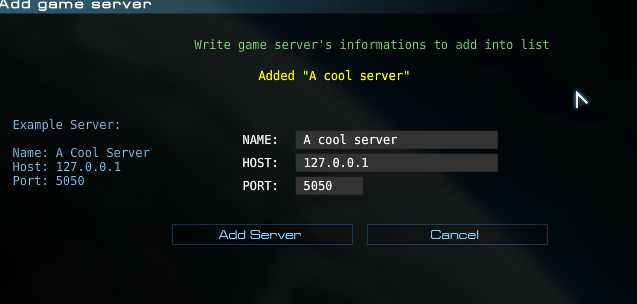 Add game server
Write game server's informations to add into list
Added "A cool server"
Example Server:
Name: A Cool Server
Host: 127.0.0.1
Port: 5050
NAME: A cool server
HOST: 127.0.0.1
PORT: 5050
Add Server Cancel